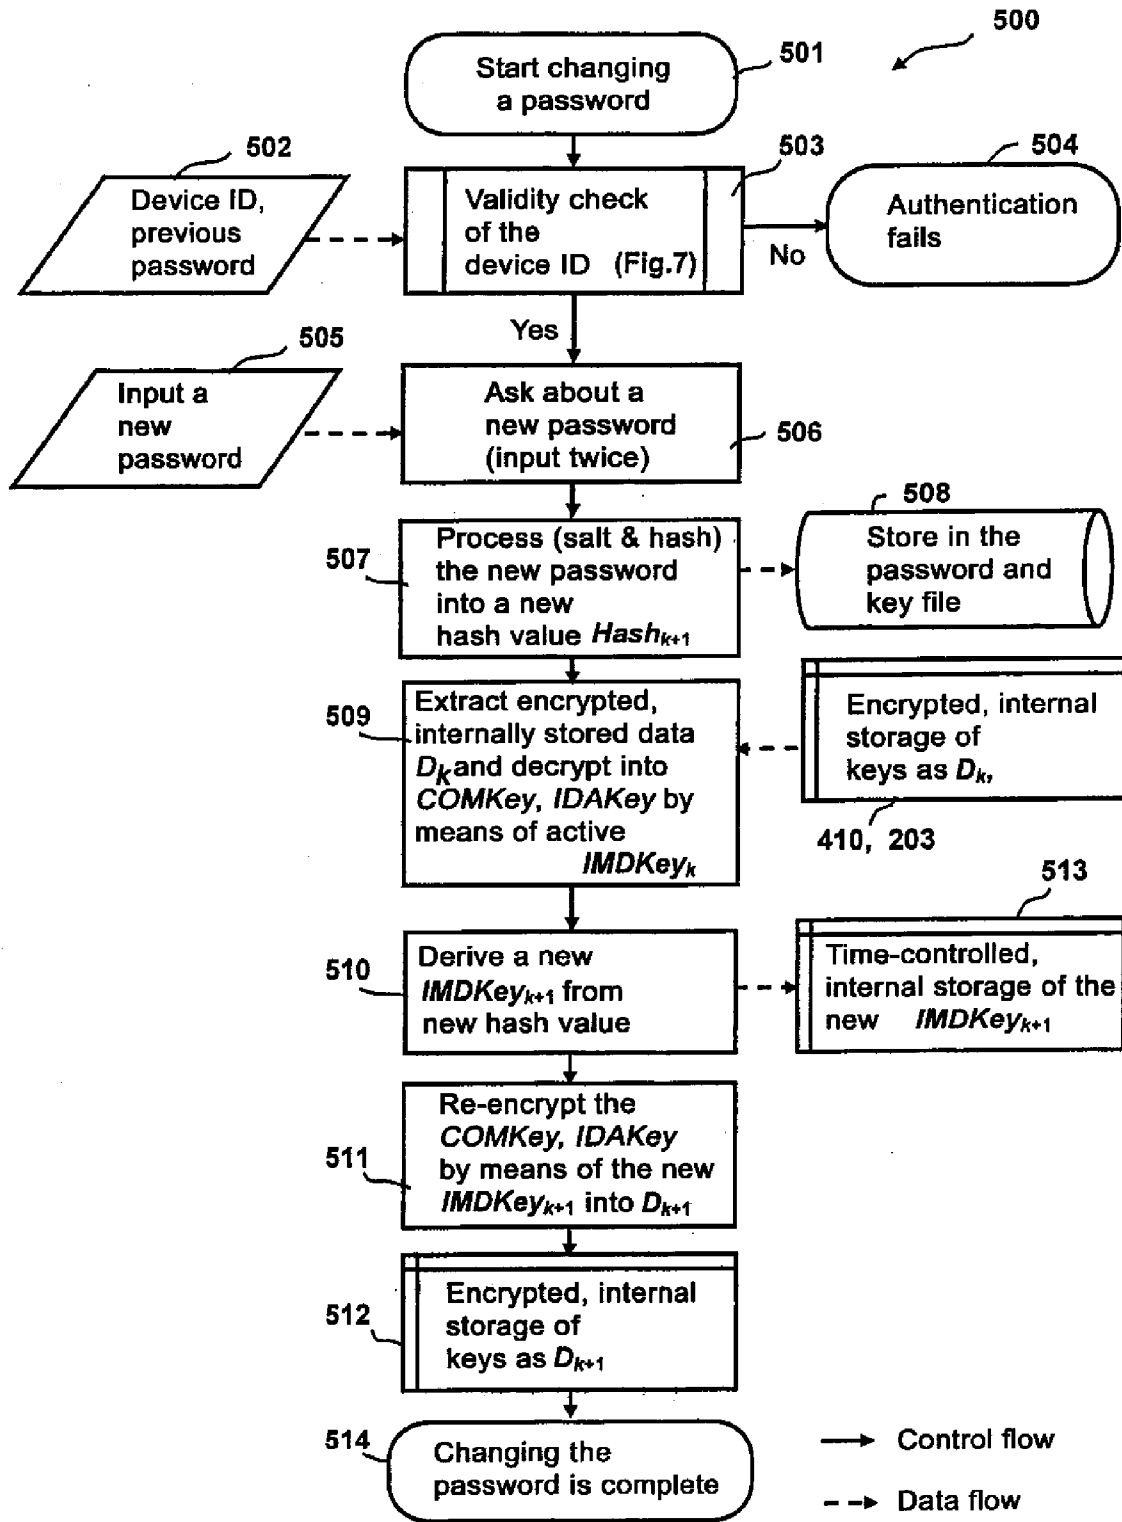 500
501
Start changing
a password
502
Device ID,
previous
password
503
Validity check
of the
device ID (Fig.7)
504
Authentication
fails
No
Yes
505
Input a
new
password
Ask about a
new password
(input twice)
506
507
Process (salt & hash)
the new password
into a new
hash value Hashk+1
508
Store in the
password and
key file
509
Extract encrypted,
internally stored data
Dk and decrypt into
COMKey, IDAKey by
means of active
IMDKeyk
Encrypted, internal
storage of
keys as Dk,
410, 203
510
Derive a new
IMDKeyk+1 from
new hash value
513
Time-controlled,
internal storage of the
new IMDKeyk+1
511
Re-encrypt the
COMKey, IDAKey
by means of the new
IMDKeyk+1 into Dk+1
512
Encrypted, internal
storage of
keys as Dk+1
514
Changing the
password is complete
Control flow
Data flow